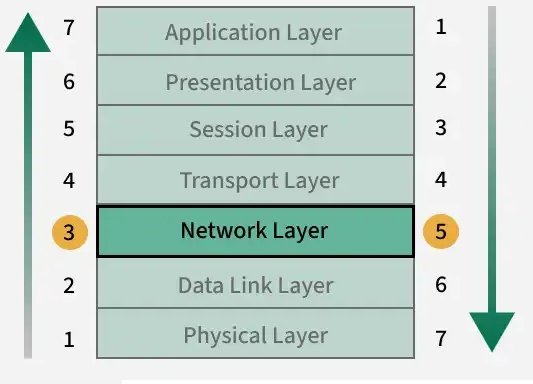 7 Application Layer 1
6 Presentation Layer 2
5 Session Layer 3
4 Transport Layer 4
3 Network Layer 5
2 Data Link Layer 6
1 Physical Layer 7